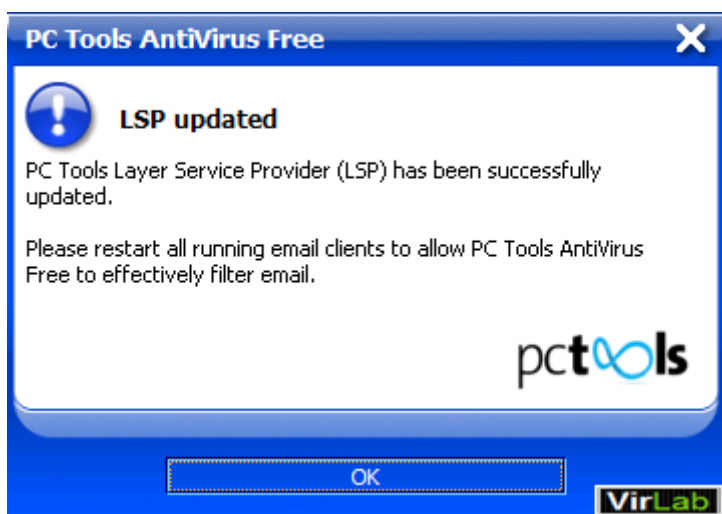 PC Tools AntiVirus Free
LSP updated
PC Tools Layer Service Provider (LSP) has been successfully
updated.
Please restart all running email clients to allow PC Tools AntiVirus
Free to effectively filter email.
pctools
OK
VirLab